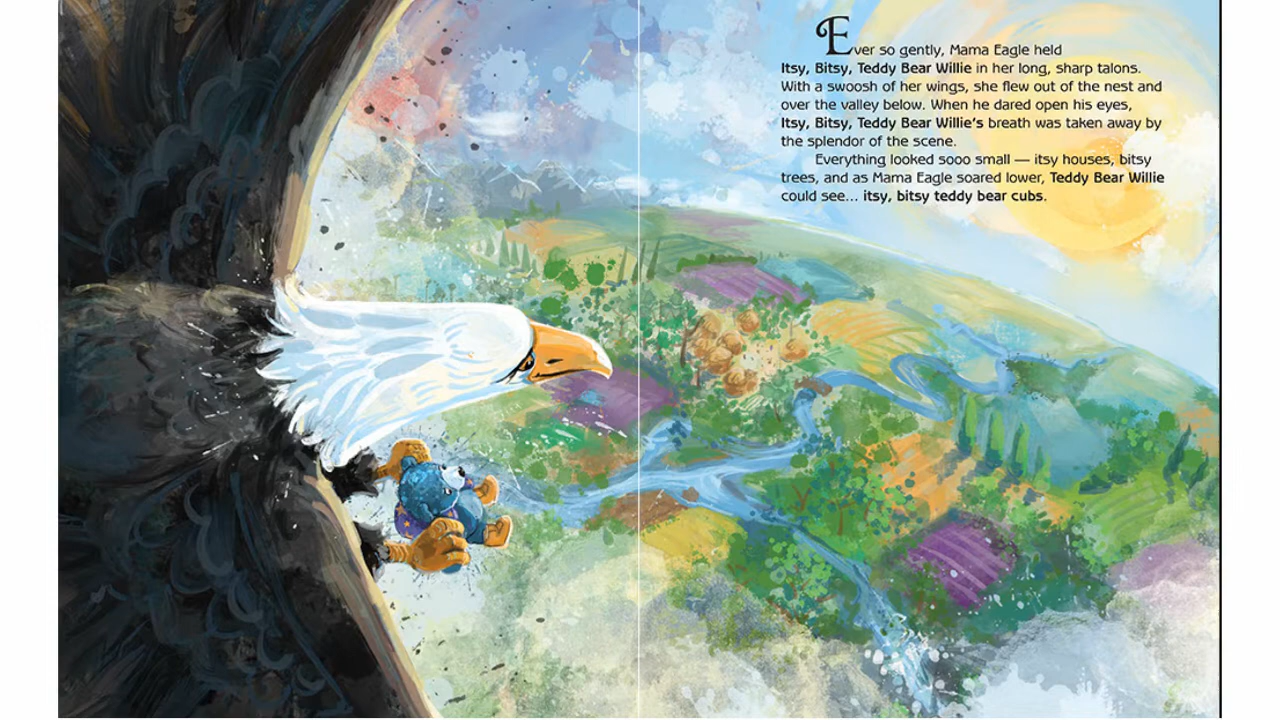 Ever so gently, Mama Eagle held
Itsy, Bitsy, Teddy Bear Willie in her long, sharp talons.
With a swoosh of her wings, she flew out of the nest and
over the valley below. When he dared open his eyes,
Itsy, Bitsy, Teddy Bear Willie's breath was taken away by
the splendor of the scene.
Everything looked sooo small — itsy houses, bitsy
trees, and as Mama Eagle soared lower, Teddy Bear Willie
could see... itsy, bitsy teddy bear cubs.